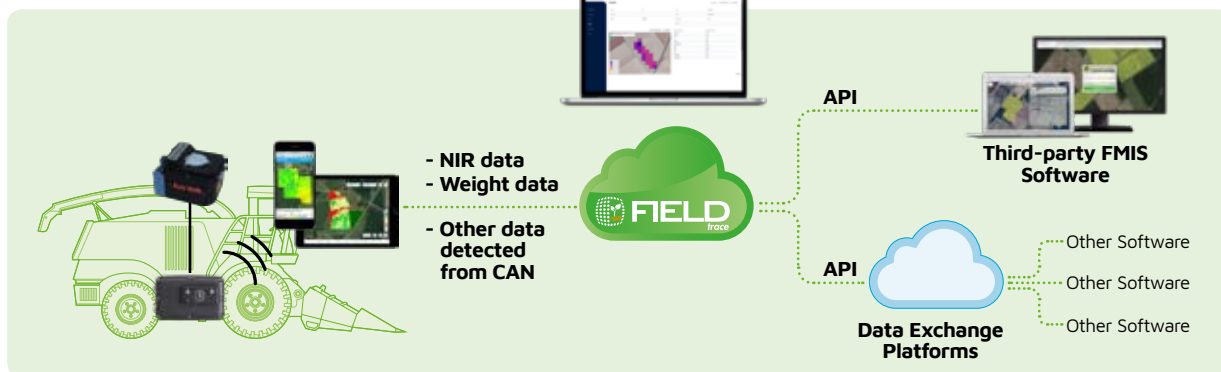 API
- NIR data
- Weight data
- Other data
detected
from CAN
FIELD
trace
Third-party FMIS
Software
API
Data Exchange
Platforms
Other Software
Other Software
Other Software